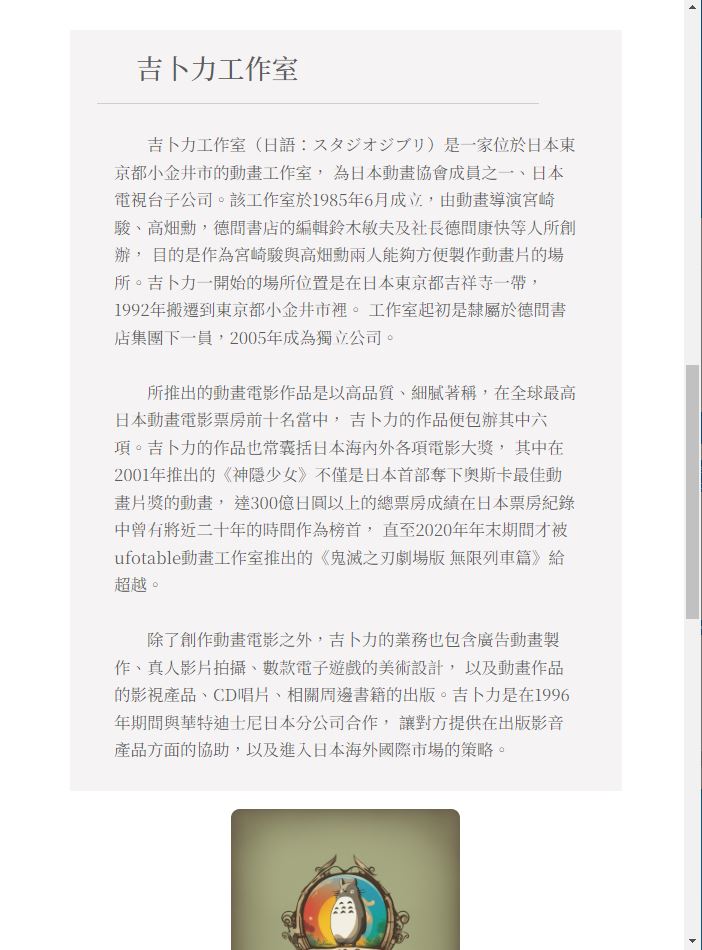 吉卜力工作室
吉卜力工作室（日語：スタジオジブリ）是一家位於日本東
京都小金井市的動畫工作室， 為日本動畫協會成員之一、日本
電視台子公司。該工作室於1985年6月成立，由動畫導演宮崎
駿、高畑勳，德間書店的編輯鈴木敏夫及社長德間康快等人所創
辦， 目的是作為宮崎駿與高畑勳兩人能夠方便製作動畫片的場
所。吉卜力一開始的場所位置是在日本東京都吉祥寺一帶，
1992年搬遷到東京都小金井市裡。 工作室起初是隸屬於德間書
店集團下一員，2005年成為獨立公司。
所推出的動畫電影作品是以高品質、細膩著稱，在全球最高
日本動畫電影票房前十名當中， 吉卜力的作品便包辦其中六
項。吉卜力的作品也常囊括日本海內外各項電影大獎， 其中在
2001年推出的《神隱少女》不僅是日本首部奪下奧斯卡最佳動
畫片獎的動畫， 達300億日圓以上的總票房成績在日本票房紀錄
中曾有將近二十年的時間作為榜首， 直至2020年年末期間才被
ufotable動畫工作室推出的《鬼滅之刃劇場版 無限列車篇》給
超越。
除了創作動畫電影之外，吉卜力的業務也包含廣告動畫製
作、真人影片拍攝、數款電子遊戲的美術設計， 以及動畫作品
的影視產品、CD唱片、相關周邊書籍的出版。吉卜力是在1996
年期間與華特迪士尼日本分公司合作， 讓對方提供在出版影音
產品方面的協助，以及進入日本海外國際市場的策略。